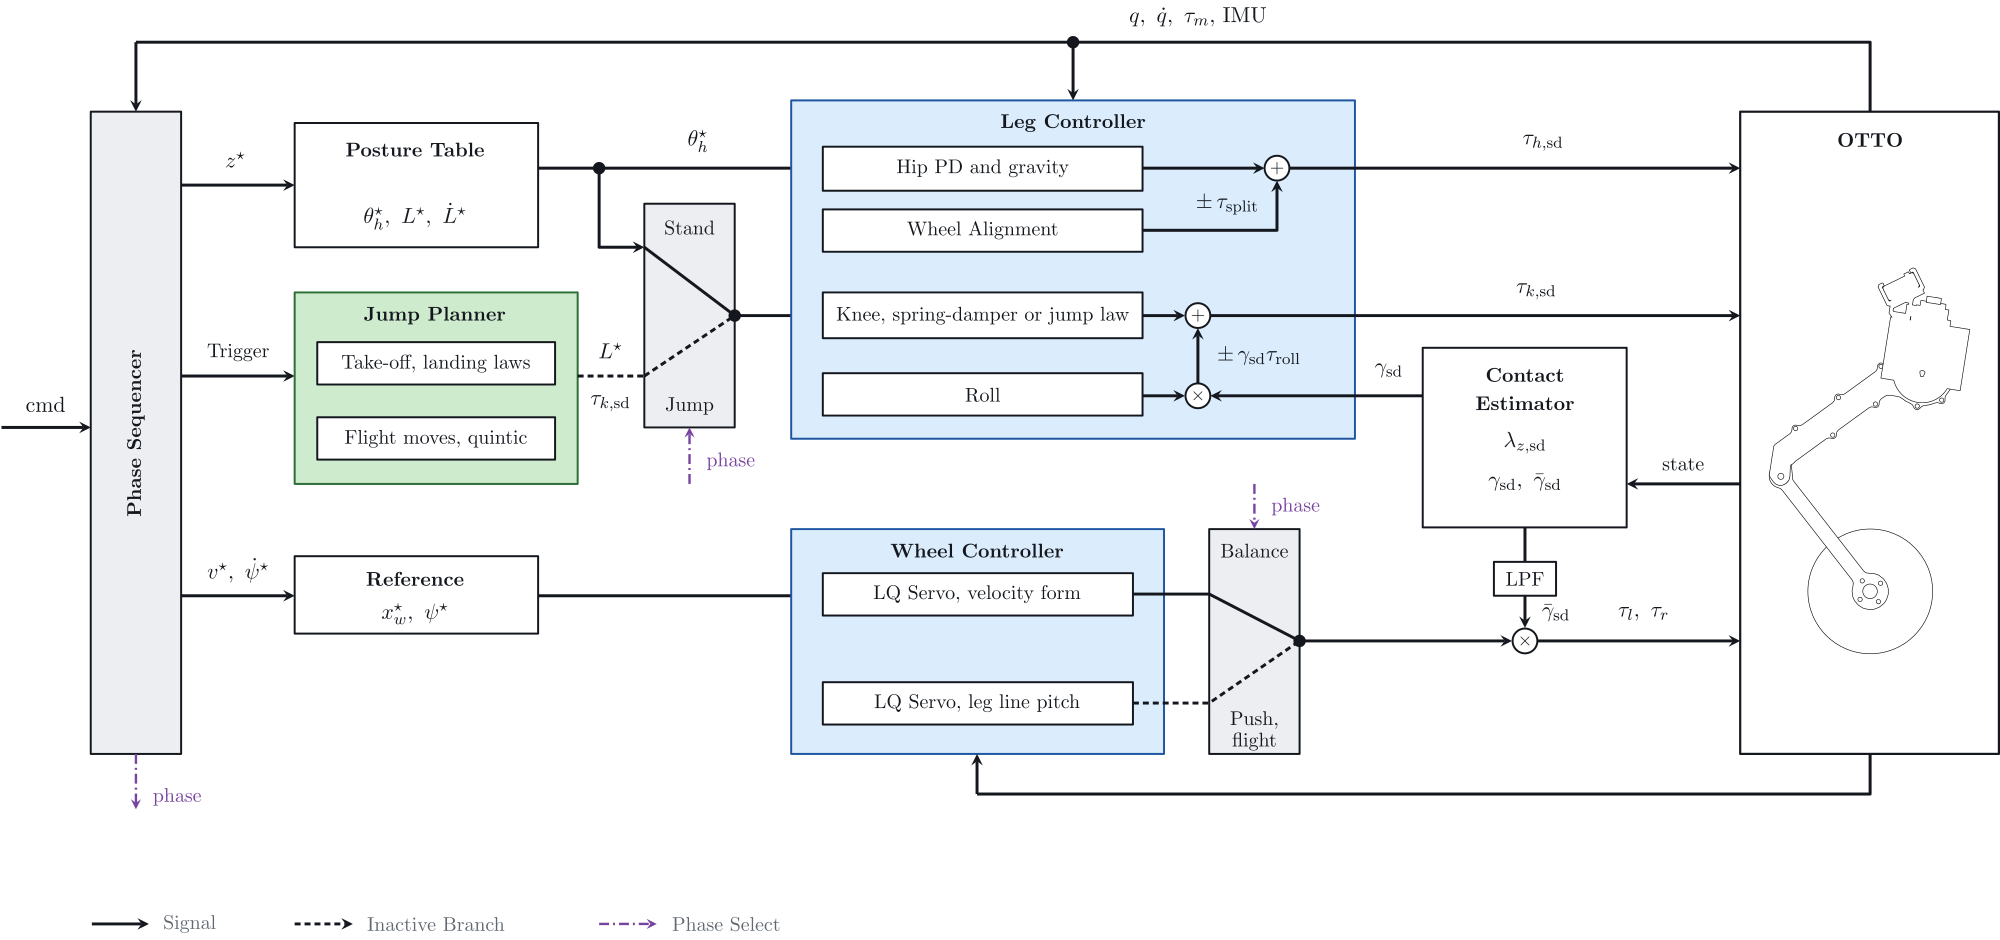 q, q̇, τ_m, IMU
Leg Controller
OTTO
Posture Table
z⋆
θ_h⋆
θ_h⋆, L⋆, L̇⋆
Hip PD and gravity
+
τ_h,sd
± τ_split
Wheel Alignment
Stand
Jump
phase
Jump Planner
Trigger
Take-off, landing laws
Flight moves, quintic
L⋆
τ_k,sd
Knee, spring-damper or jump law
+
τ_k,sd
± γ_sd τ_roll
Roll
×
γ_sd
Contact
Estimator
λ_z,sd
γ_sd, γ̄_sd
state
cmd
Phase Sequencer
phase
v⋆, ψ̇⋆
Reference
x_w⋆, ψ⋆
Wheel Controller
LQ Servo, velocity form
LQ Servo, leg line pitch
phase
Balance
Push,
flight
LPF
γ̄_sd
×
τ_l, τ_r
Signal
Inactive Branch
Phase Select